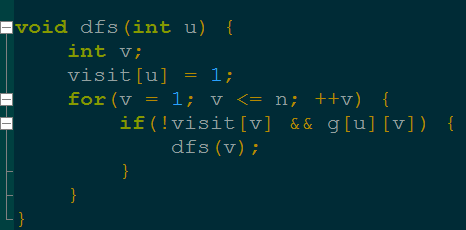 void dfs(int u) {
    int v;
    visit[u] = 1;
    for(v = 1; v <= n; ++v) {
        if(!visit[v] && g[u][v]) {
            dfs(v);
        }
    }
}